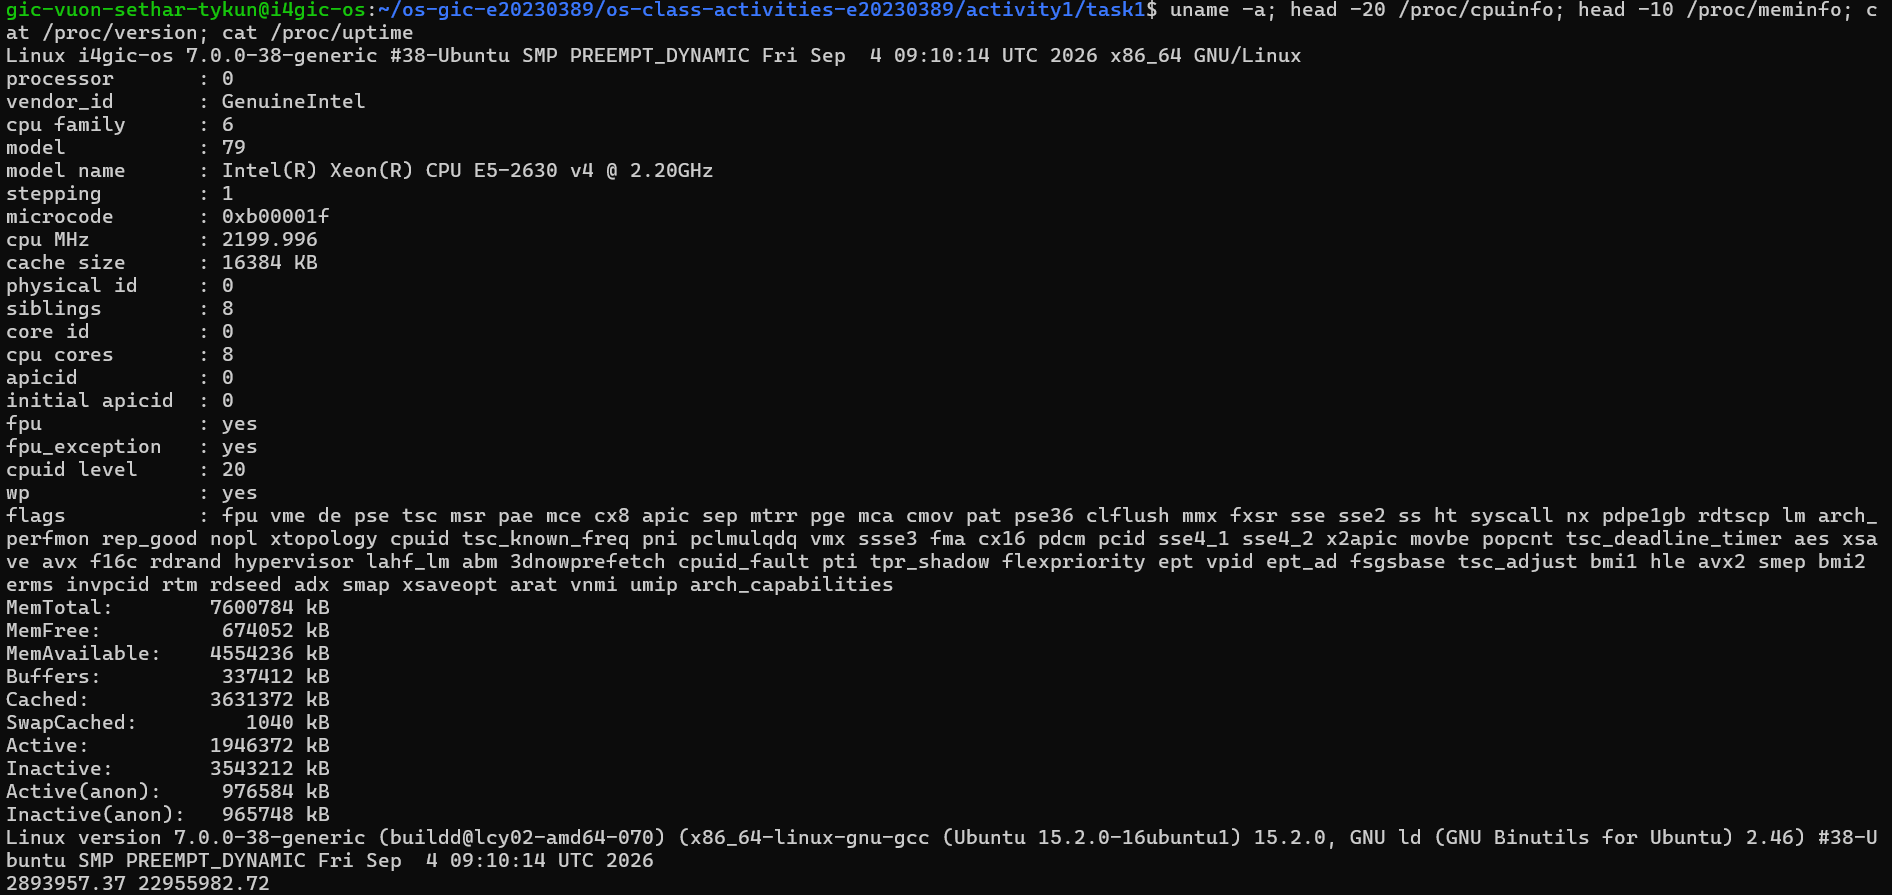 gic-vuon-sethar-tykun@i4gic-os:~/os-gic-e20230389/os-class-activities-e20230389/activity1/task1$ uname -a; head -20 /proc/cpuinfo; head -10 /proc/meminfo; c
at /proc/version; cat /proc/uptime
Linux i4gic-os 7.0.0-38-generic #38-Ubuntu SMP PREEMPT_DYNAMIC Fri Sep  4 09:10:14 UTC 2026 x86_64 GNU/Linux
processor       : 0
vendor_id       : GenuineIntel
cpu family      : 6
model           : 79
model name      : Intel(R) Xeon(R) CPU E5-2630 v4 @ 2.20GHz
stepping        : 1
microcode       : 0xb00001f
cpu MHz         : 2199.996
cache size      : 16384 KB
physical id     : 0
siblings        : 8
core id         : 0
cpu cores       : 8
apicid          : 0
initial apicid  : 0
fpu             : yes
fpu_exception   : yes
cpuid level     : 20
wp              : yes
flags           : fpu vme de pse tsc msr pae mce cx8 apic sep mtrr pge mca cmov pat pse36 clflush mmx fxsr sse sse2 ss ht syscall nx pdpe1gb rdtscp lm arch_
perfmon rep_good nopl xtopology cpuid tsc_known_freq pni pclmulqdq vmx ssse3 fma cx16 pdcm pcid sse4_1 sse4_2 x2apic movbe popcnt tsc_deadline_timer aes xsa
ve avx f16c rdrand hypervisor lahf_lm abm 3dnowprefetch cpuid_fault pti tpr_shadow flexpriority ept vpid ept_ad fsgsbase tsc_adjust bmi1 hle avx2 smep bmi2
erms invpcid rtm rdseed adx smap xsaveopt arat vnmi umip arch_capabilities
MemTotal:        7600784 kB
MemFree:          674052 kB
MemAvailable:    4554236 kB
Buffers:          337412 kB
Cached:          3631372 kB
SwapCached:         1040 kB
Active:          1946372 kB
Inactive:        3543212 kB
Active(anon):     976584 kB
Inactive(anon):   965748 kB
Linux version 7.0.0-38-generic (buildd@lcy02-amd64-070) (x86_64-linux-gnu-gcc (Ubuntu 15.2.0-16ubuntu1) 15.2.0, GNU ld (GNU Binutils for Ubuntu) 2.46) #38-U
buntu SMP PREEMPT_DYNAMIC Fri Sep  4 09:10:14 UTC 2026
2893957.37 22955982.72